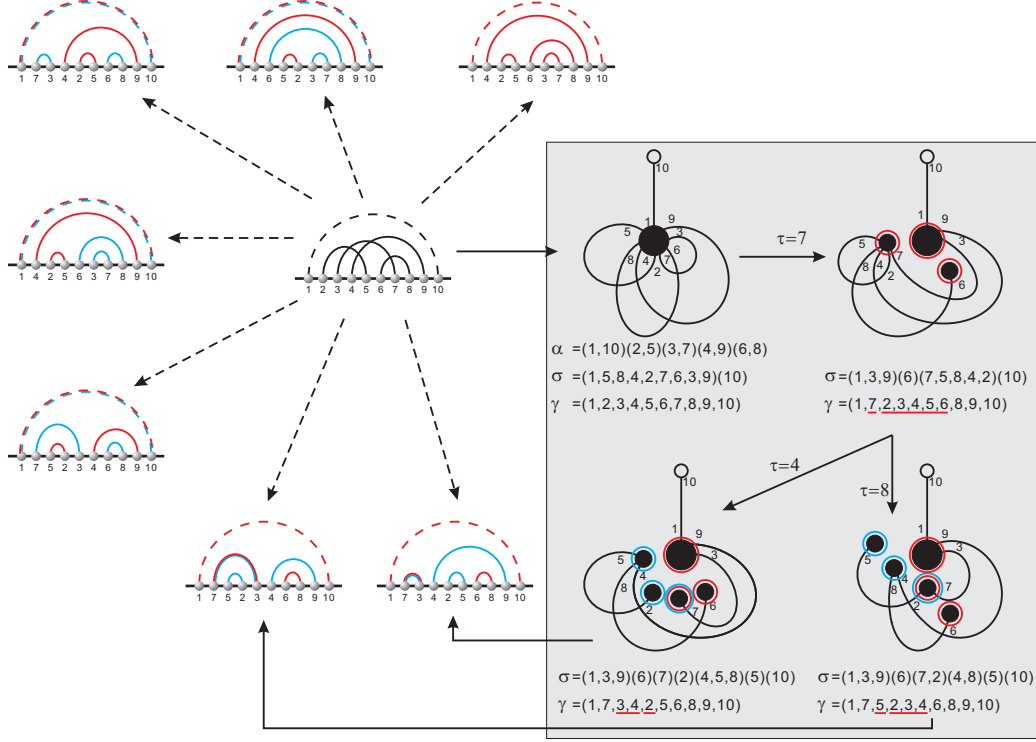 1 7 3 4 2 5 6 8 9 10
1 4 9 6 2 5 3 7 8 10
1 4 2 5 6 3 7 8 9 10
10
1 9
5 3
8 4 2 7 6
τ=7
10
1 9
5 7 3
8 4 2 6
1 4 2 5 6 3 7 8 9 10
1 2 3 4 5 6 7 8 9 10
α =(1,10)(2,5)(3,7)(4,9)(6,8)
σ =(1,5,8,4,2,7,6,3,9)(10)
γ =(1,2,3,4,5,6,7,8,9,10)
σ=(1,3,9)(6)(7,5,8,4,2)(10)
γ=(1,7,2,3,4,5,6,8,9,10)
1 7 5 2 3 4 6 8 9 10
τ=4
τ=8
10
1 9
5 3
8 4
2 7 6
10
1 9
5 3
8 4 7
2 6
1 7 5 2 3 4 6 8 9 10
1 7 3 4 2 5 6 8 9 10
σ=(1,3,9)(6)(7)(2)(4,5,8)(5)(10)
γ =(1,7,3,4,2,5,6,8,9,10)
σ=(1,3,9)(6)(7,2)(4,8)(5)(10)
γ =(1,7,5,2,3,4,6,8,9,10)